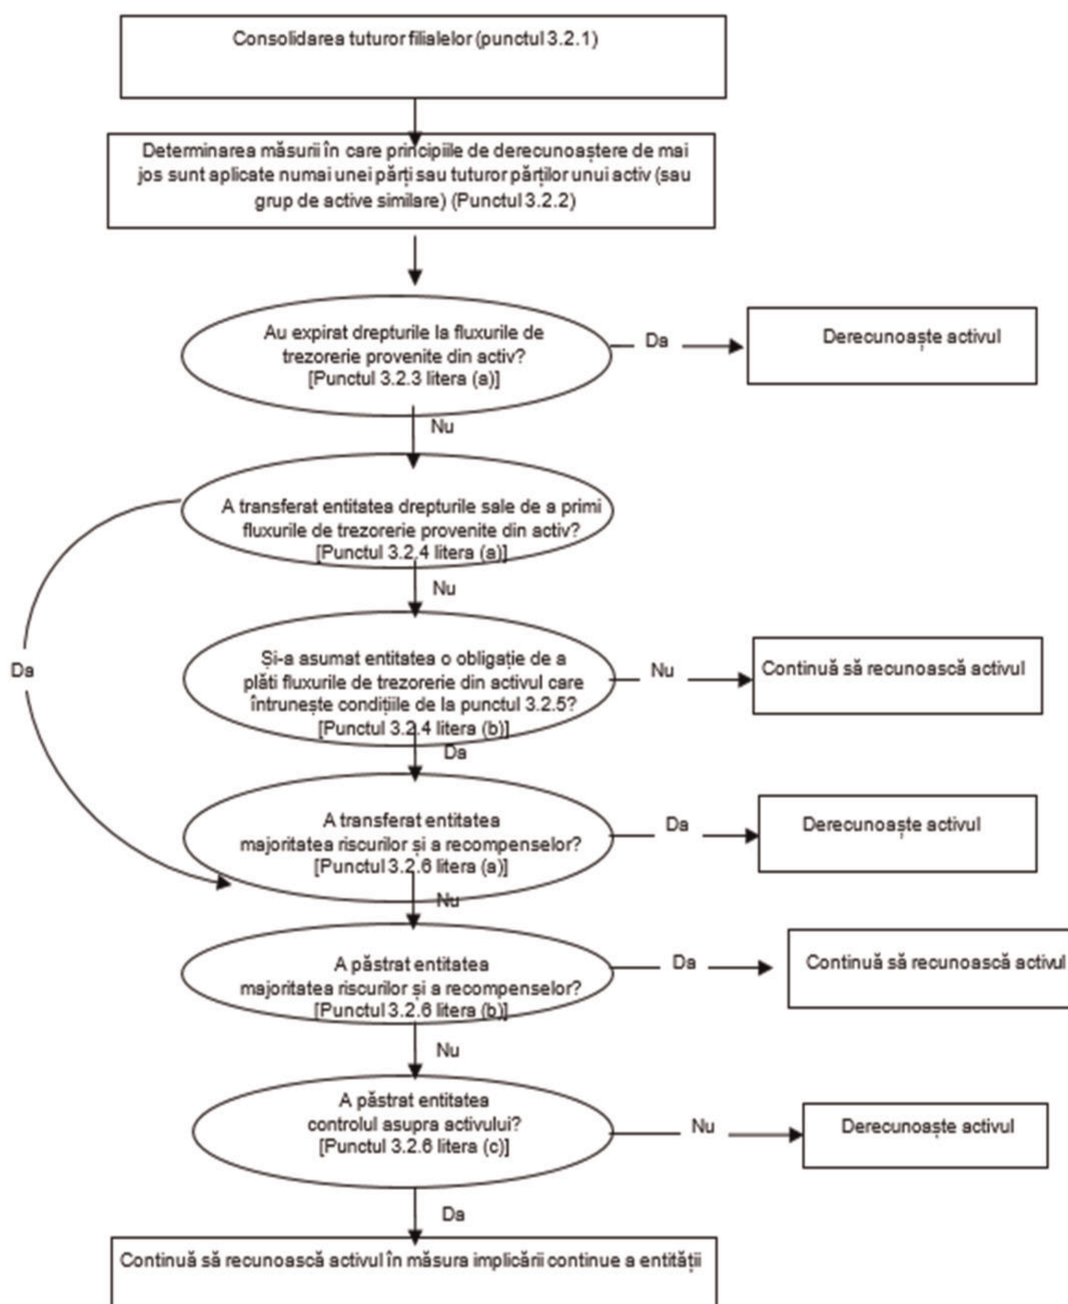 Consolidarea tuturor filialelor (punctul 3.2.1)
Determinarea măsurii în care principiile de derecunoaștere de mai
jos sunt aplicate numai unei părți sau tuturor părților unui activ (sau
grup de active similare) (Punctul 3.2.2)
Au expirat drepturile la fluxurile de
trezorerie provenite din activ?
[Punctul 3.2.3 litera (a)]
Da
Derecunoaște activul
Nu
A transferat entitatea drepturile sale de a primi
fluxurile de trezorerie provenite din activ?
[Punctul 3.2.4 litera (a)]
Nu
Da
Și-a asumat entitatea o obligație de a
plăti fluxurile de trezorerie din activul care
întrunește condițiile de la punctul 3.2.5?
[Punctul 3.2.4 litera (b)]
Nu
Continuă să recunoască activul
Da
A transferat entitatea
majoritatea riscurilor și a recompenselor?
[Punctul 3.2.6 litera (a)]
Da
Derecunoaște activul
Nu
A păstrat entitatea
majoritatea riscurilor și a recompenselor?
[Punctul 3.2.6 litera (b)]
Da
Continuă să recunoască activul
Nu
A păstrat entitatea
controlul asupra activului?
[Punctul 3.2.6 litera (c)]
Nu
Derecunoaște activul
Da
Continuă să recunoască activul în măsura implicării continue a entității